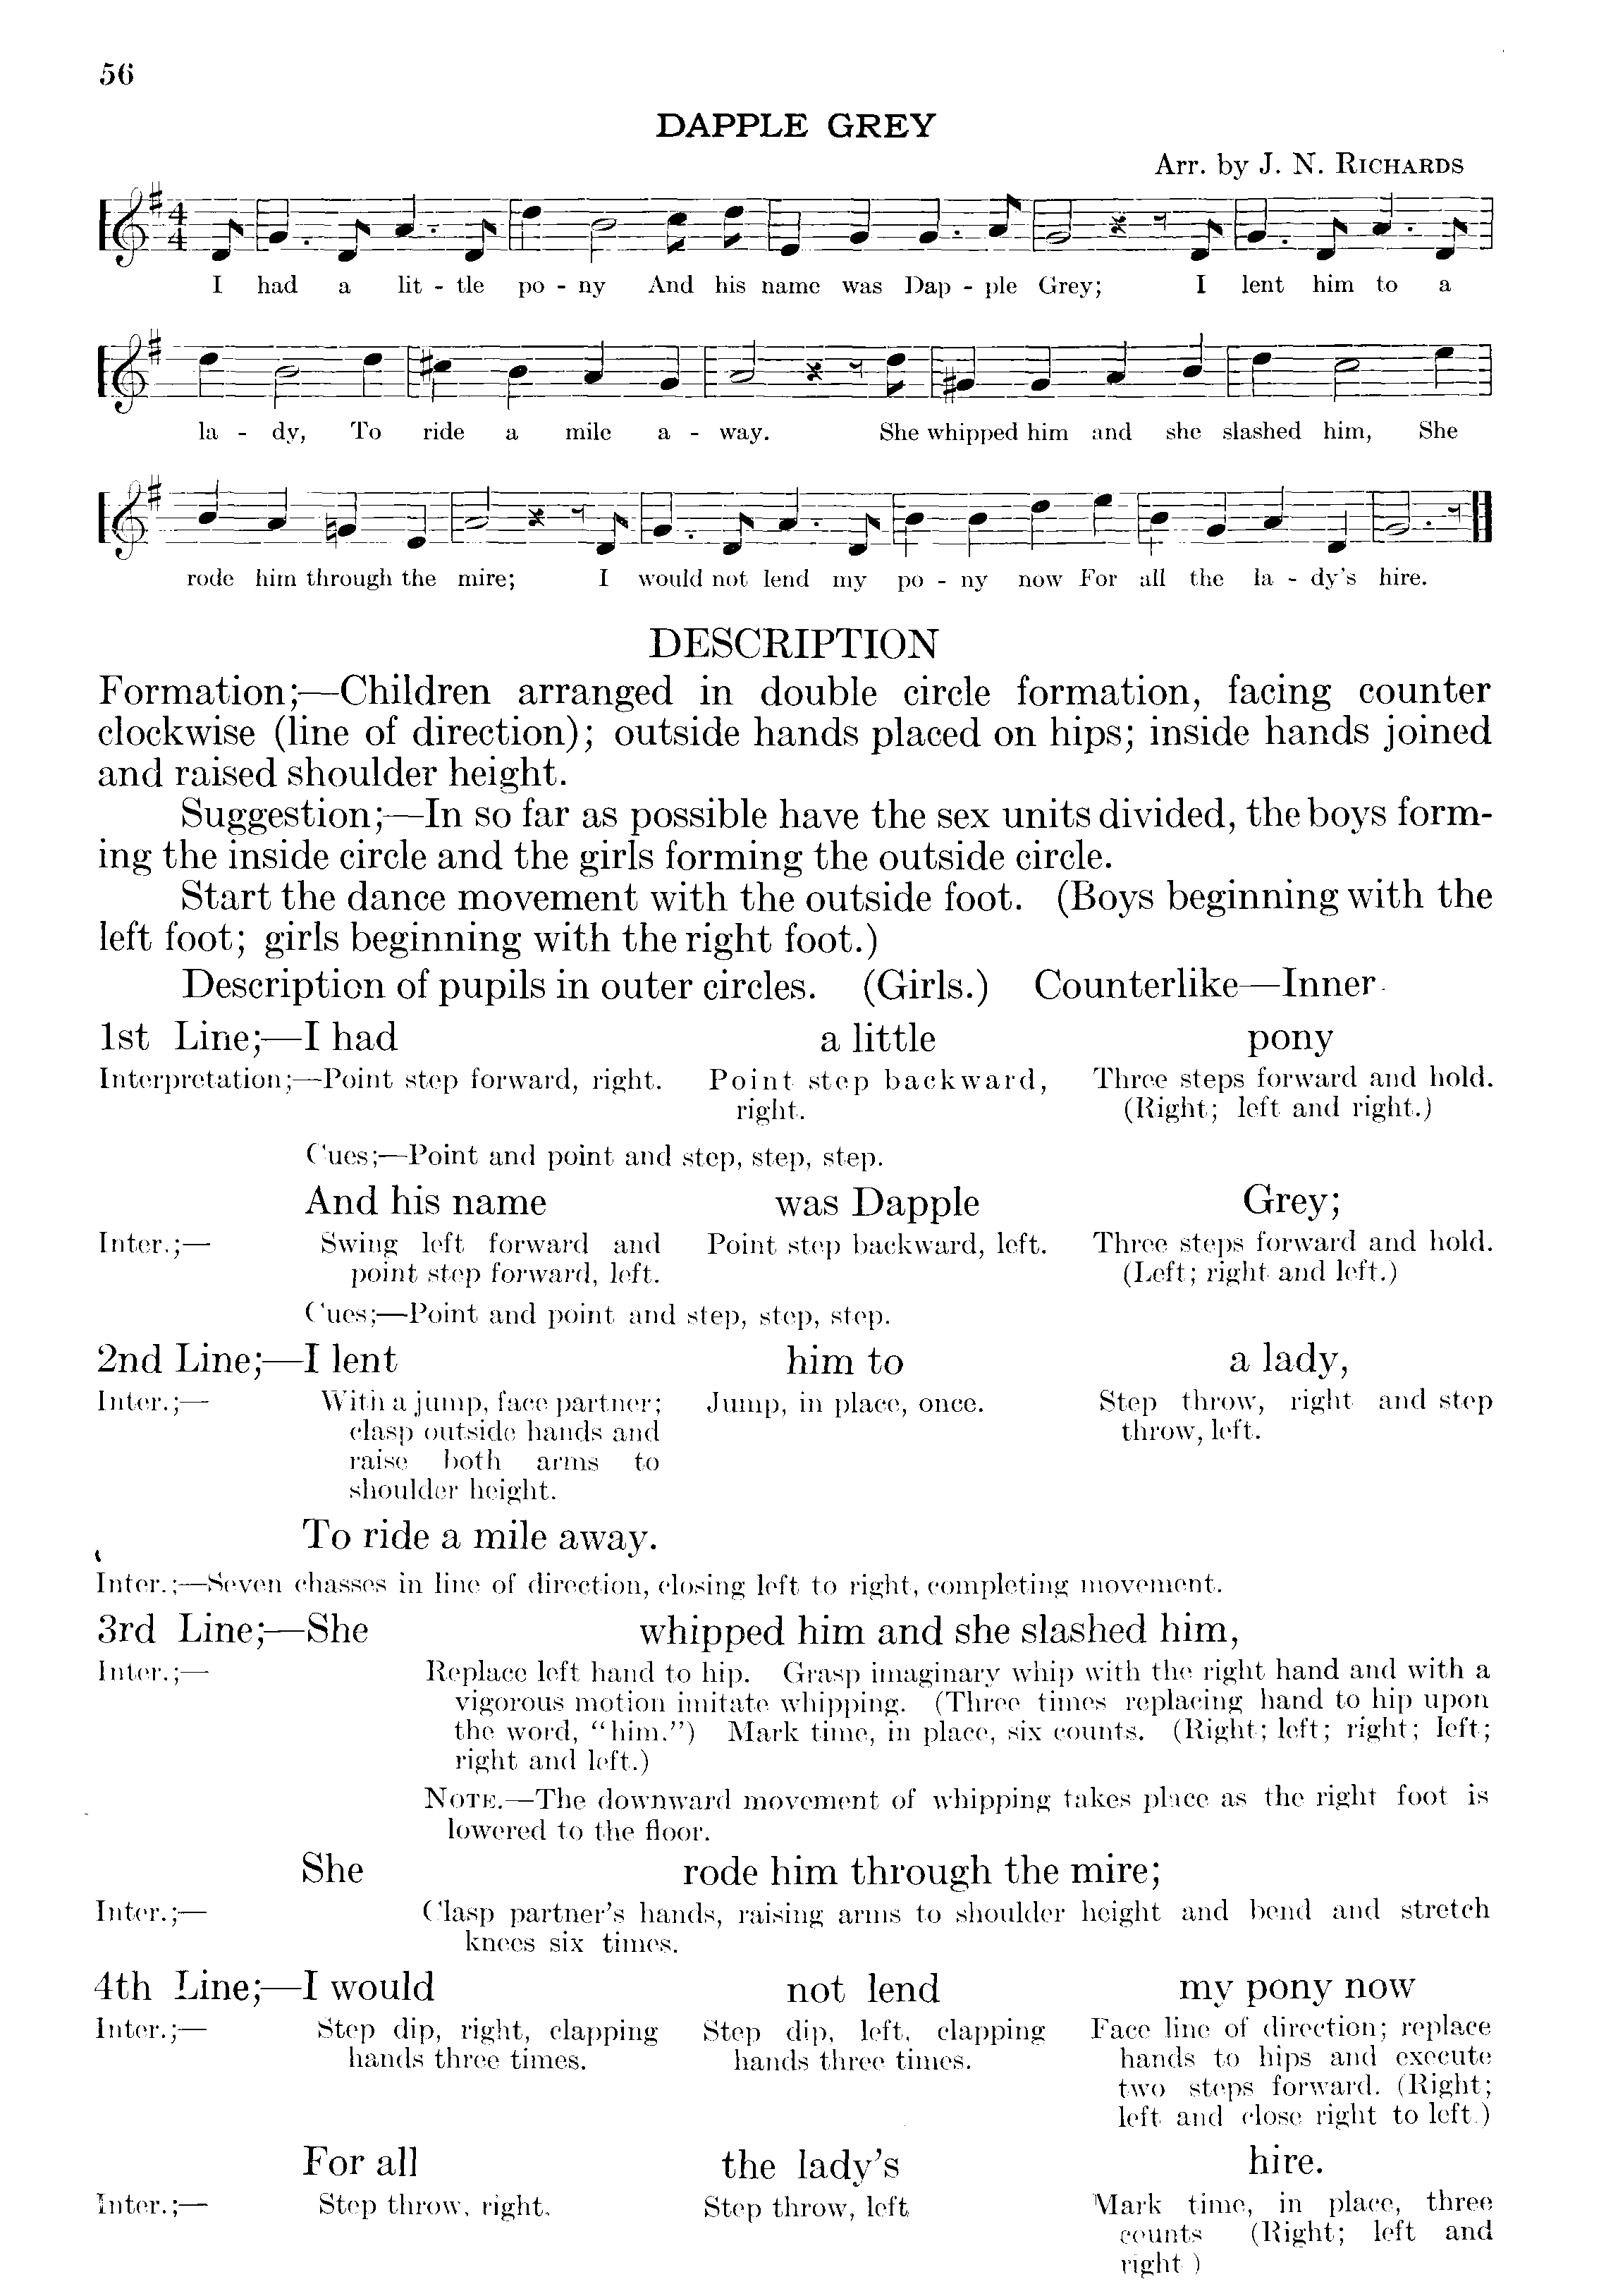 56
DAPPLE GREY
Arr. by J. N. RICHARDS
4
4
I had a lit - tle po - ny And his name was Dap - ple Grey; I lent him to a
la - dy, To ride a mile a - way. She whipped him and she slashed him, She
rode him through the mire; I would not lend my po - ny now For all the la - dy's hire.
DESCRIPTION
Formation;—Children arranged in double circle formation, facing counter
clockwise (line of direction); outside hands placed on hips; inside hands joined
and raised shoulder height.
Suggestion;—In so far as possible have the sex units divided, the boys form-
ing the inside circle and the girls forming the outside circle.
Start the dance movement with the outside foot. (Boys beginning with the
left foot; girls beginning with the right foot.)
Description of pupils in outer circles. (Girls.) Counterlike—Inner.
1st Line;—I had a little pony
Interpretation;—Point step forward, right. Point step backward, Three steps forward and hold.
right. (Right; left and right.)
Cues;—Point and point and step, step, step.
And his name was Dapple Grey;
Inter.;— Swing left forward and Point step backward, left. Three steps forward and hold.
point step forward, left. (Left; right and left.)
Cues;—Point and point and step, step, step.
2nd Line;—I lent him to a lady,
Inter.;— With a jump, face partner; Jump, in place, once. Step throw, right and step
clasp outside hands and throw, left.
raise both arms to
shoulder height.
To ride a mile away.
Inter.;—Seven chasses in line of direction, closing left to right, completing movement.
3rd Line;—She whipped him and she slashed him,
Inter.;— Replace left hand to hip. Grasp imaginary whip with the right hand and with a
vigorous motion imitate whipping. (Three times replacing hand to hip upon
the word, "him.") Mark time, in place, six counts. (Right; left; right; left;
right and left.)
NOTE.—The downward movement of whipping takes place as the right foot is
lowered to the floor.
She rode him through the mire;
Inter.;— Clasp partner's hands, raising arms to shoulder height and bend and stretch
knees six times.
4th Line;—I would not lend my pony now
Inter.;— Step dip, right, clapping Step dip, left, clapping Face line of direction; replace
hands three times. hands three times. hands to hips and execute
two steps forward. (Right;
left and close right to left.)
For all the lady's hire.
Inter.;— Step throw, right. Step throw, left Mark time, in place, three
counts (Right; left and
right )